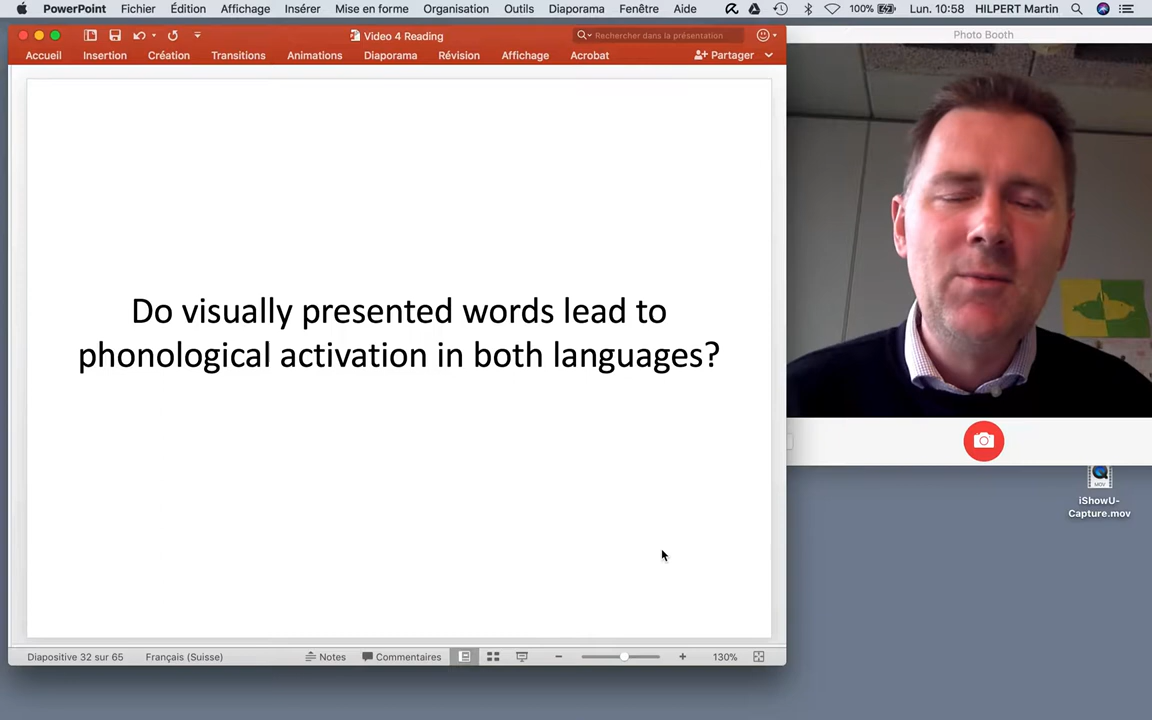 PowerPoint Fichier Édition Affichage Insérer Mise en forme Organisation Outils Diaporama Fenêtre Aide 100% Lun. 10:58 HILPERT Martin
Video 4 Reading
Rechercher dans la présentation
Photo Booth
Accueil Insertion Création Transitions Animations Diaporama Révision Affichage Acrobat Partager
Do visually presented words lead to
phonological activation in both languages?
MOV
iShowU-
Capture.mov
Diapositive 32 sur 65 Français (Suisse) Notes Commentaires 130%